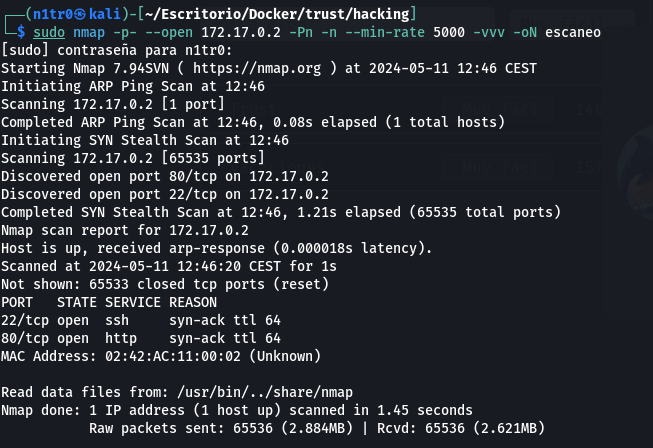 (n1tr0㉿kali)-[~/Escritorio/Docker/trust/hacking]
$ sudo nmap -p- --open 172.17.0.2 -Pn -n --min-rate 5000 -vvv -oN escaneo
[sudo] contraseña para n1tr0:
Starting Nmap 7.94SVN ( https://nmap.org ) at 2024-05-11 12:46 CEST
Initiating ARP Ping Scan at 12:46
Scanning 172.17.0.2 [1 port]
Completed ARP Ping Scan at 12:46, 0.08s elapsed (1 total hosts)
Initiating SYN Stealth Scan at 12:46
Scanning 172.17.0.2 [65535 ports]
Discovered open port 80/tcp on 172.17.0.2
Discovered open port 22/tcp on 172.17.0.2
Completed SYN Stealth Scan at 12:46, 1.21s elapsed (65535 total ports)
Nmap scan report for 172.17.0.2
Host is up, received arp-response (0.000018s latency).
Scanned at 2024-05-11 12:46:20 CEST for 1s
Not shown: 65533 closed tcp ports (reset)
PORT   STATE SERVICE REASON
22/tcp open  ssh     syn-ack ttl 64
80/tcp open  http    syn-ack ttl 64
MAC Address: 02:42:AC:11:00:02 (Unknown)

Read data files from: /usr/bin/../share/nmap
Nmap done: 1 IP address (1 host up) scanned in 1.45 seconds
           Raw packets sent: 65536 (2.884MB) | Rcvd: 65536 (2.621MB)